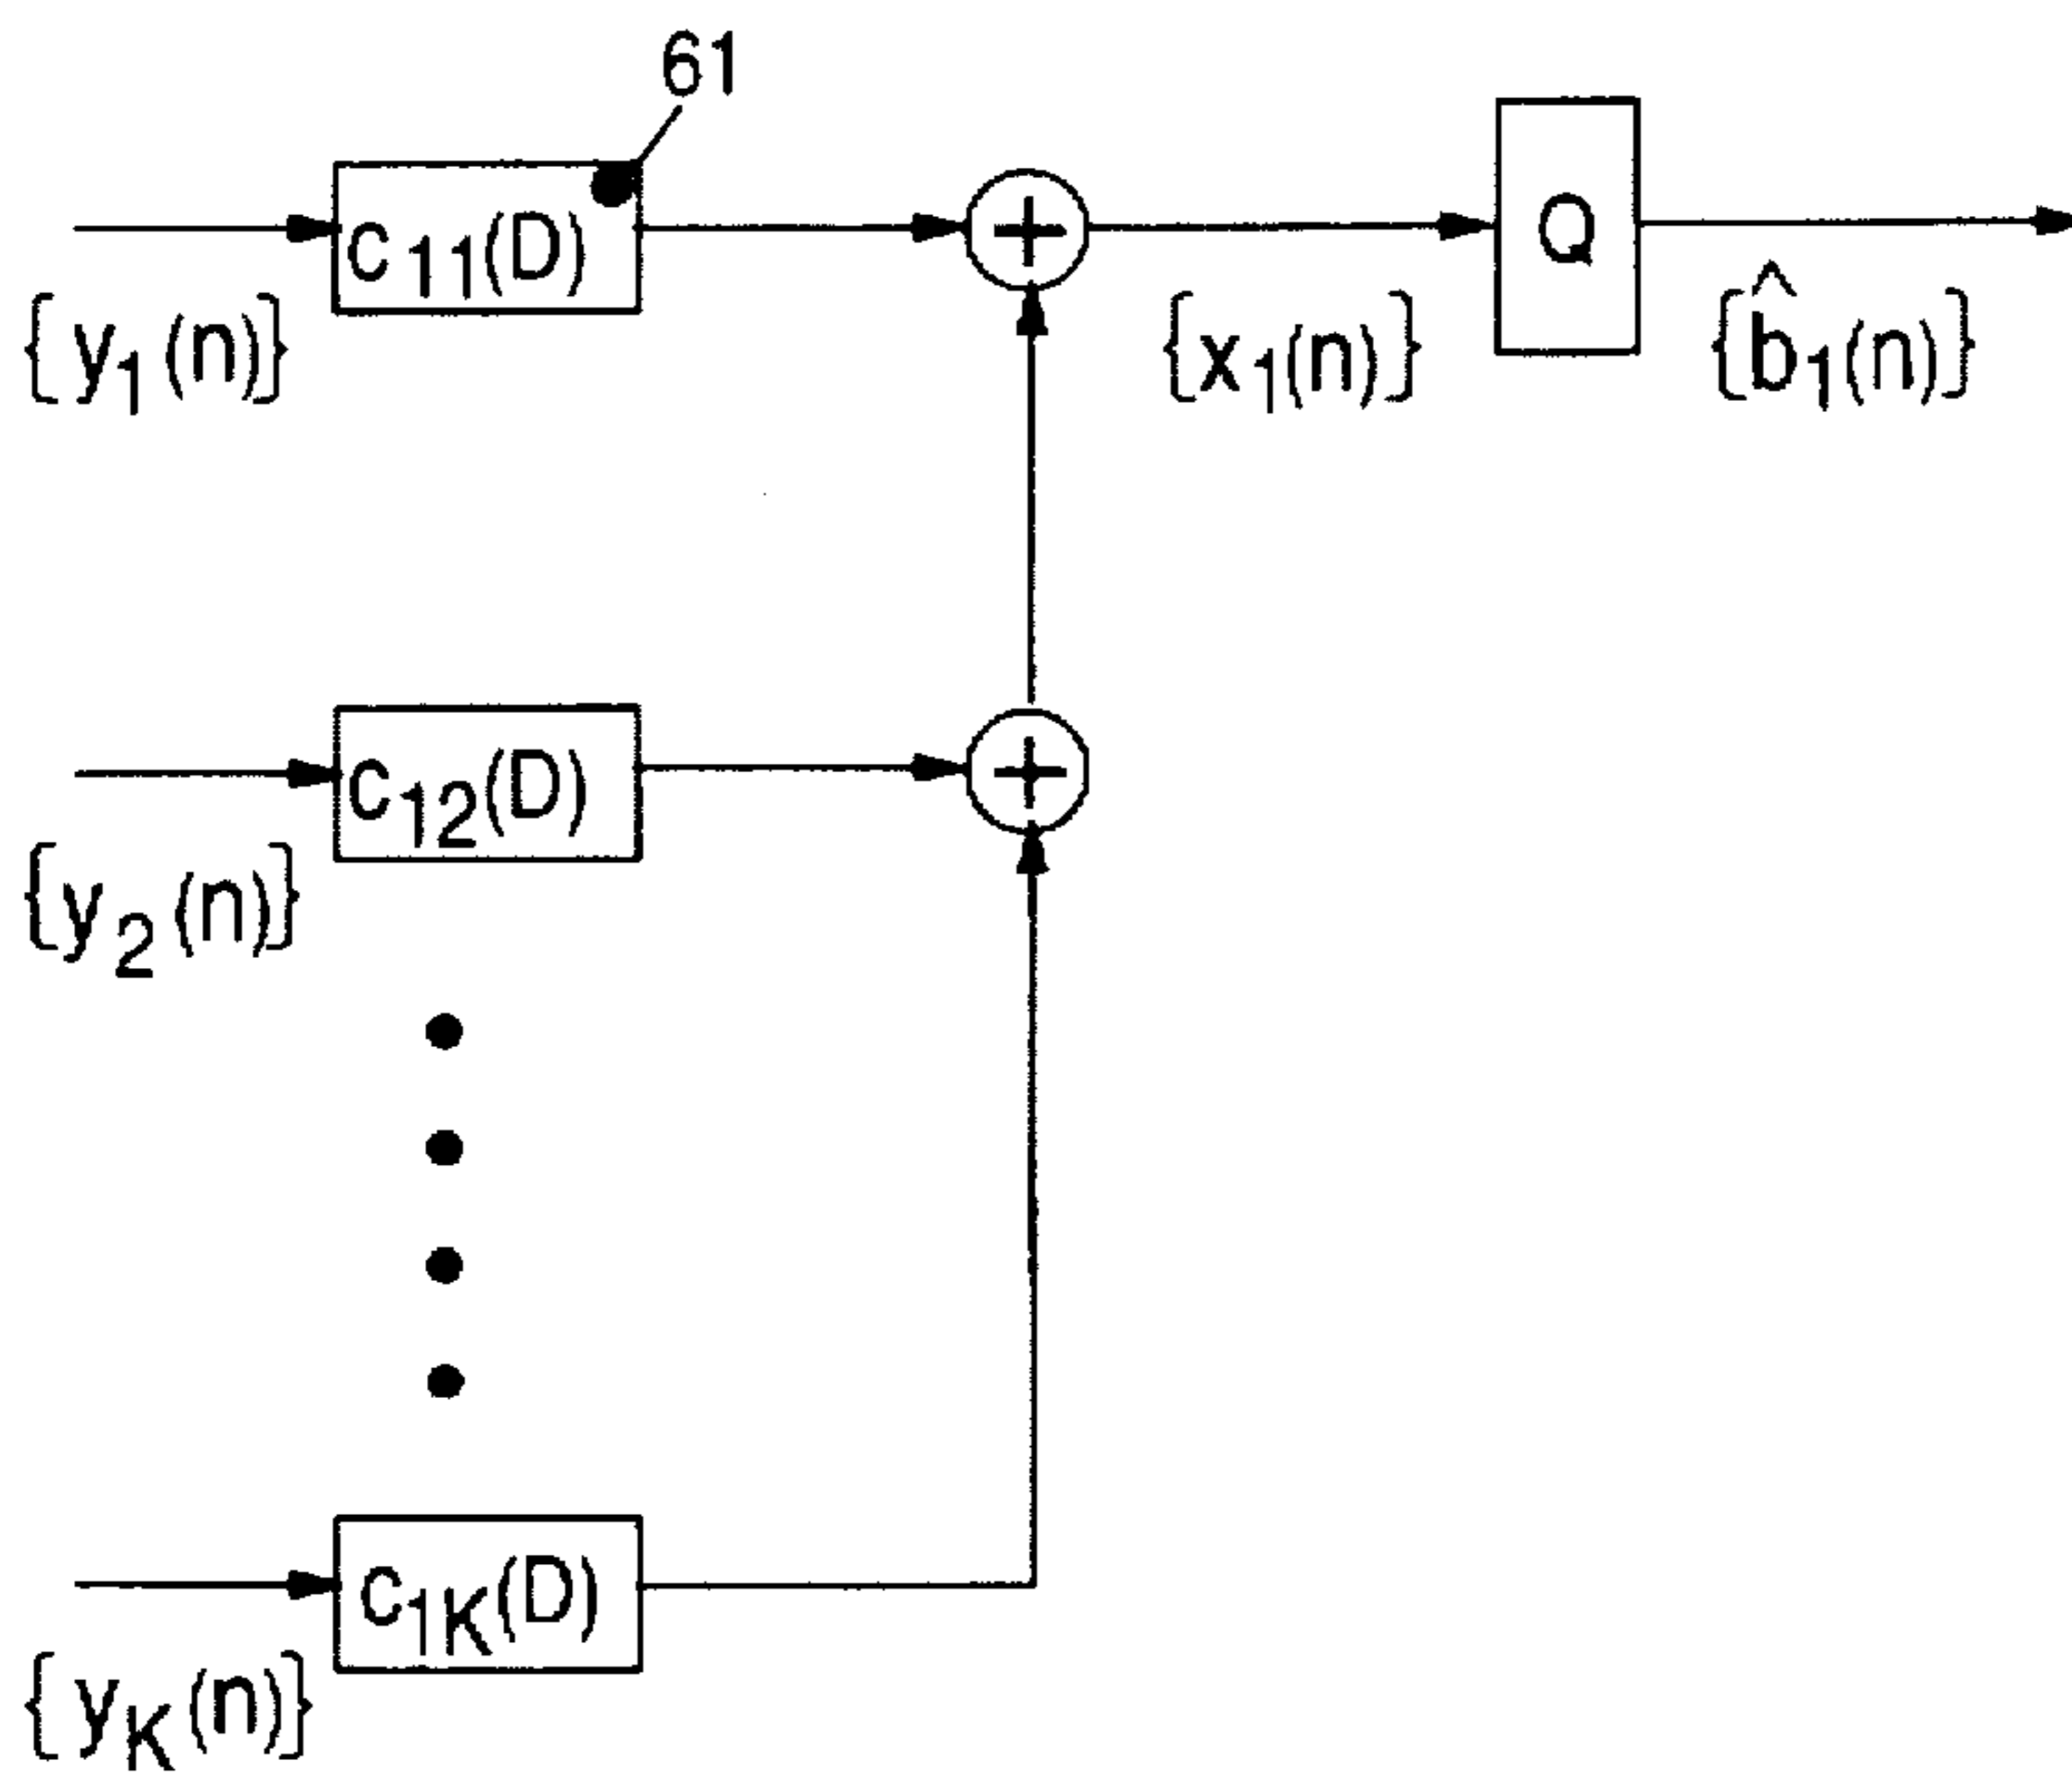 61
c11(D)
+
Q
{y1(n)}
{x1(n)}
{b̂1(n)}
c12(D)
+
{y2(n)}
c1K(D)
{yK(n)}